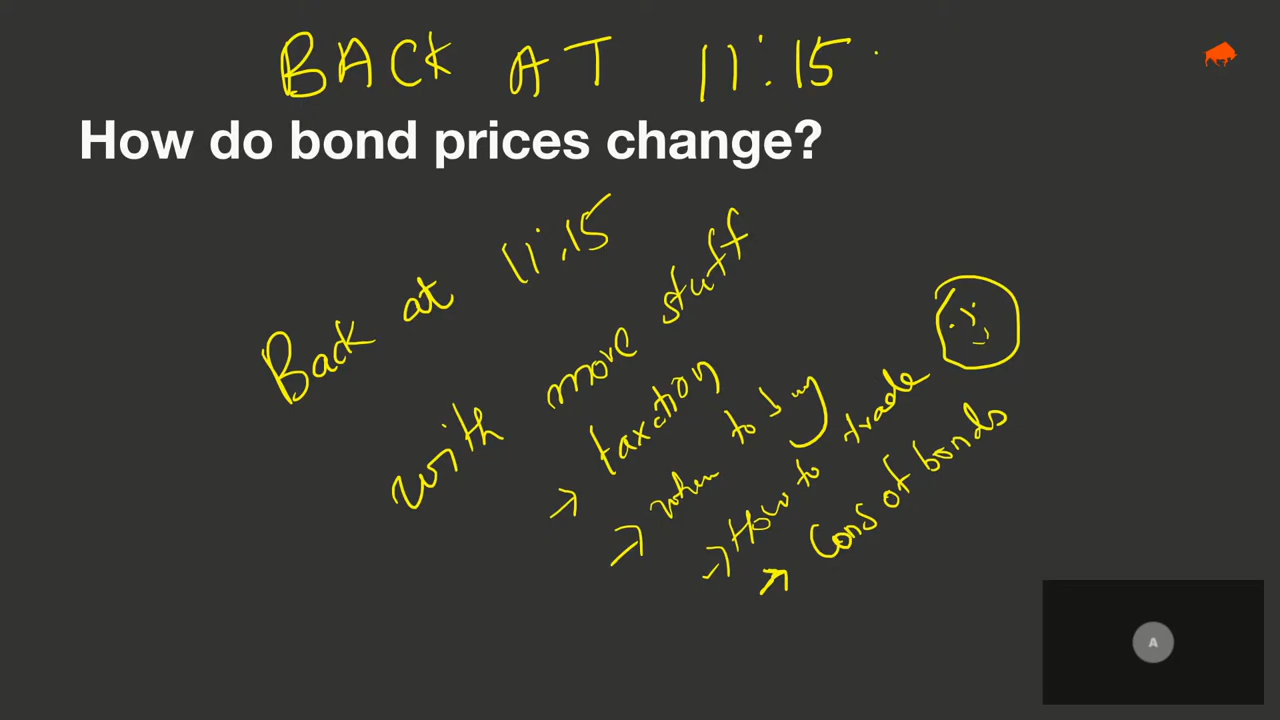 BACK AT 11:15
How do bond prices change?
Back at 11:15
with more stuff
→ taxation
→ when to buy
→ How to trade
→ Cons of bonds
A